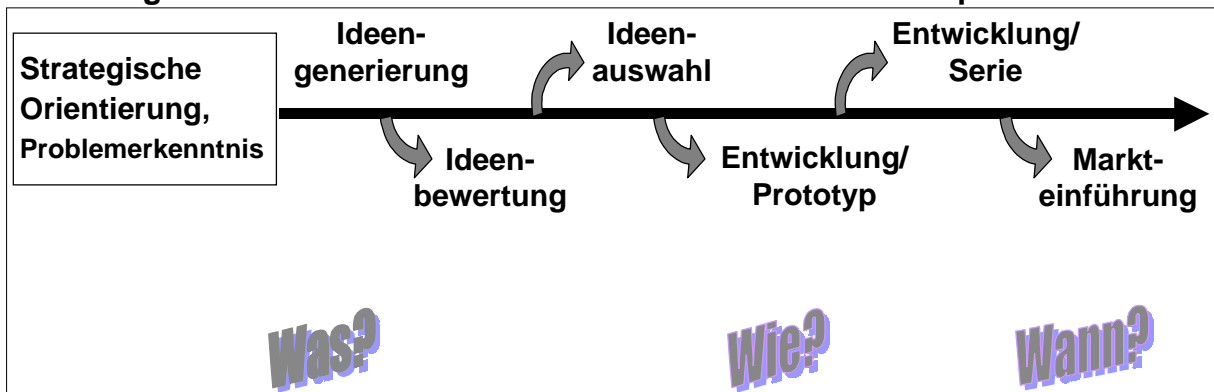 Strategische
Orientierung,
Problemerkenntnis
Ideen-
generierung
Ideen-
bewertung
Ideen-
auswahl
Entwicklung/
Prototyp
Entwicklung/
Serie
Markt-
einführung
Was?
Wie?
Wann?